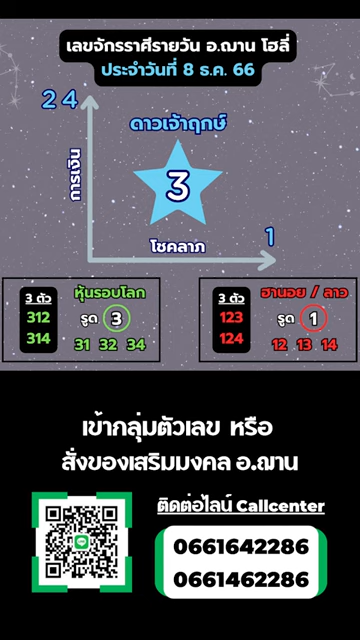 เลขจักรราศีรายวัน อ.ฌาน โฮลี่
ประจำวันที่ 8 ธ.ค. 66
2 4
ดาวเจ้าฤกษ์
การเงิน
3
โชคลาภ
1
3 ตัว
312
314
หุ้นรอบโลก
รูด 3
31 32 34
3 ตัว
123
124
ฮานอย / ลาว
รูด 1
12 13 14
เข้ากลุ่มตัวเลข หรือ
สั่งของเสริมมงคล อ.ฌาน
ติดต่อไลน์ Callcenter
0661642286
0661462286